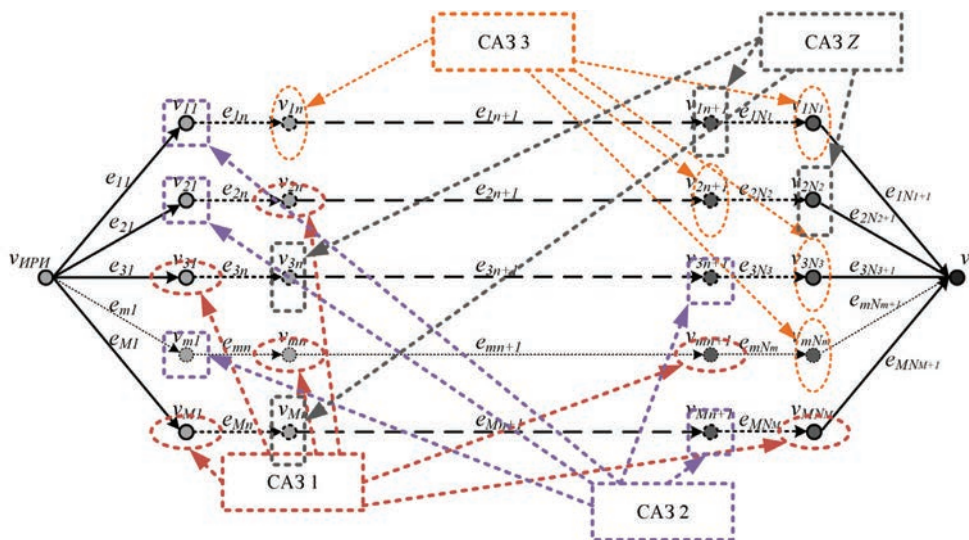 САЗ 3
САЗ Z
v11
e1n
v1n
e1n+1
v1n+1
e1N1
v1N1
e11
v21
e2n
v2n
e2n+1
v2n+1
e2N2
v2N2
e1N1+1
e21
e2N2+1
vИРИ
e31
v31
e3n
v3n
e3n+1
v3n+1
e3N3
v3N3
e3N3+1
v
em1
emNm+1
eM1
vm1
emn
vmn
emn+1
vmn+1
emNm
vmNm
eMNM+1
vM1
eMn
vMn
eMn+1
vMn+1
eMNM
vMNM
САЗ 1
САЗ 2